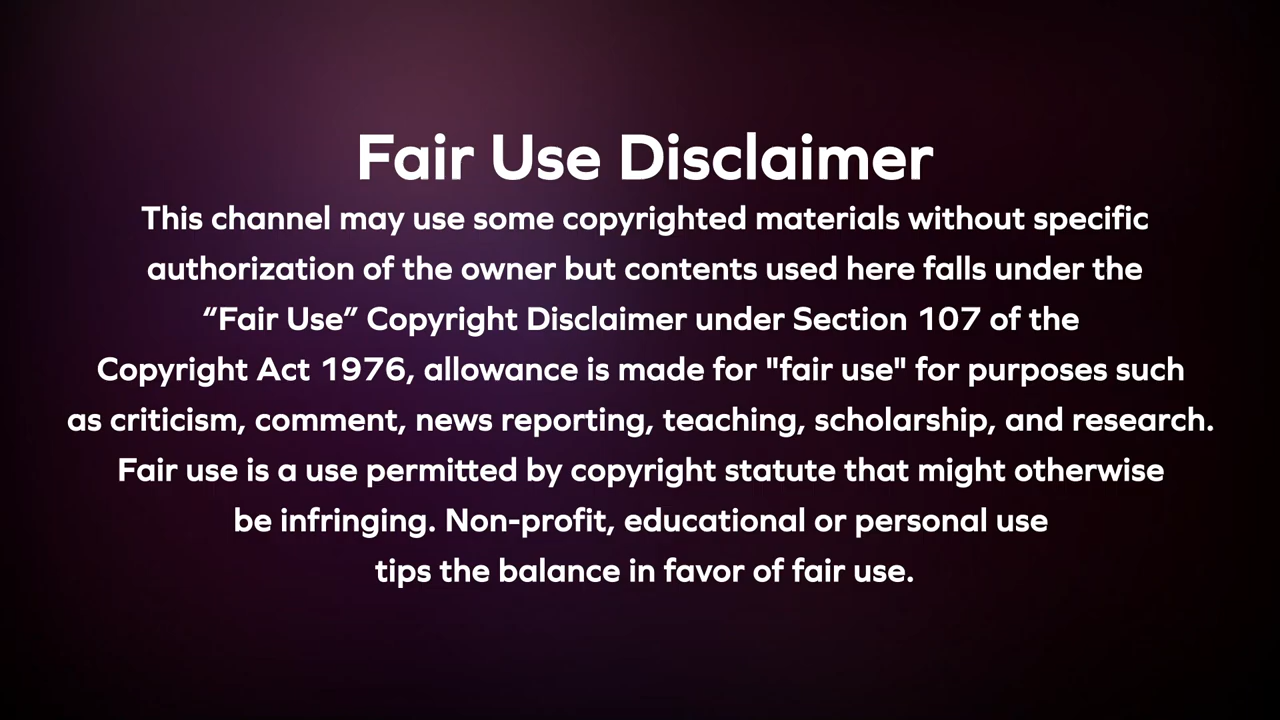 Fair Use Disclaimer
This channel may use some copyrighted materials without specific
authorization of the owner but contents used here falls under the
“Fair Use” Copyright Disclaimer under Section 107 of the
Copyright Act 1976, allowance is made for "fair use" for purposes such
as criticism, comment, news reporting, teaching, scholarship, and research.
Fair use is a use permitted by copyright statute that might otherwise
be infringing. Non-profit, educational or personal use
tips the balance in favor of fair use.